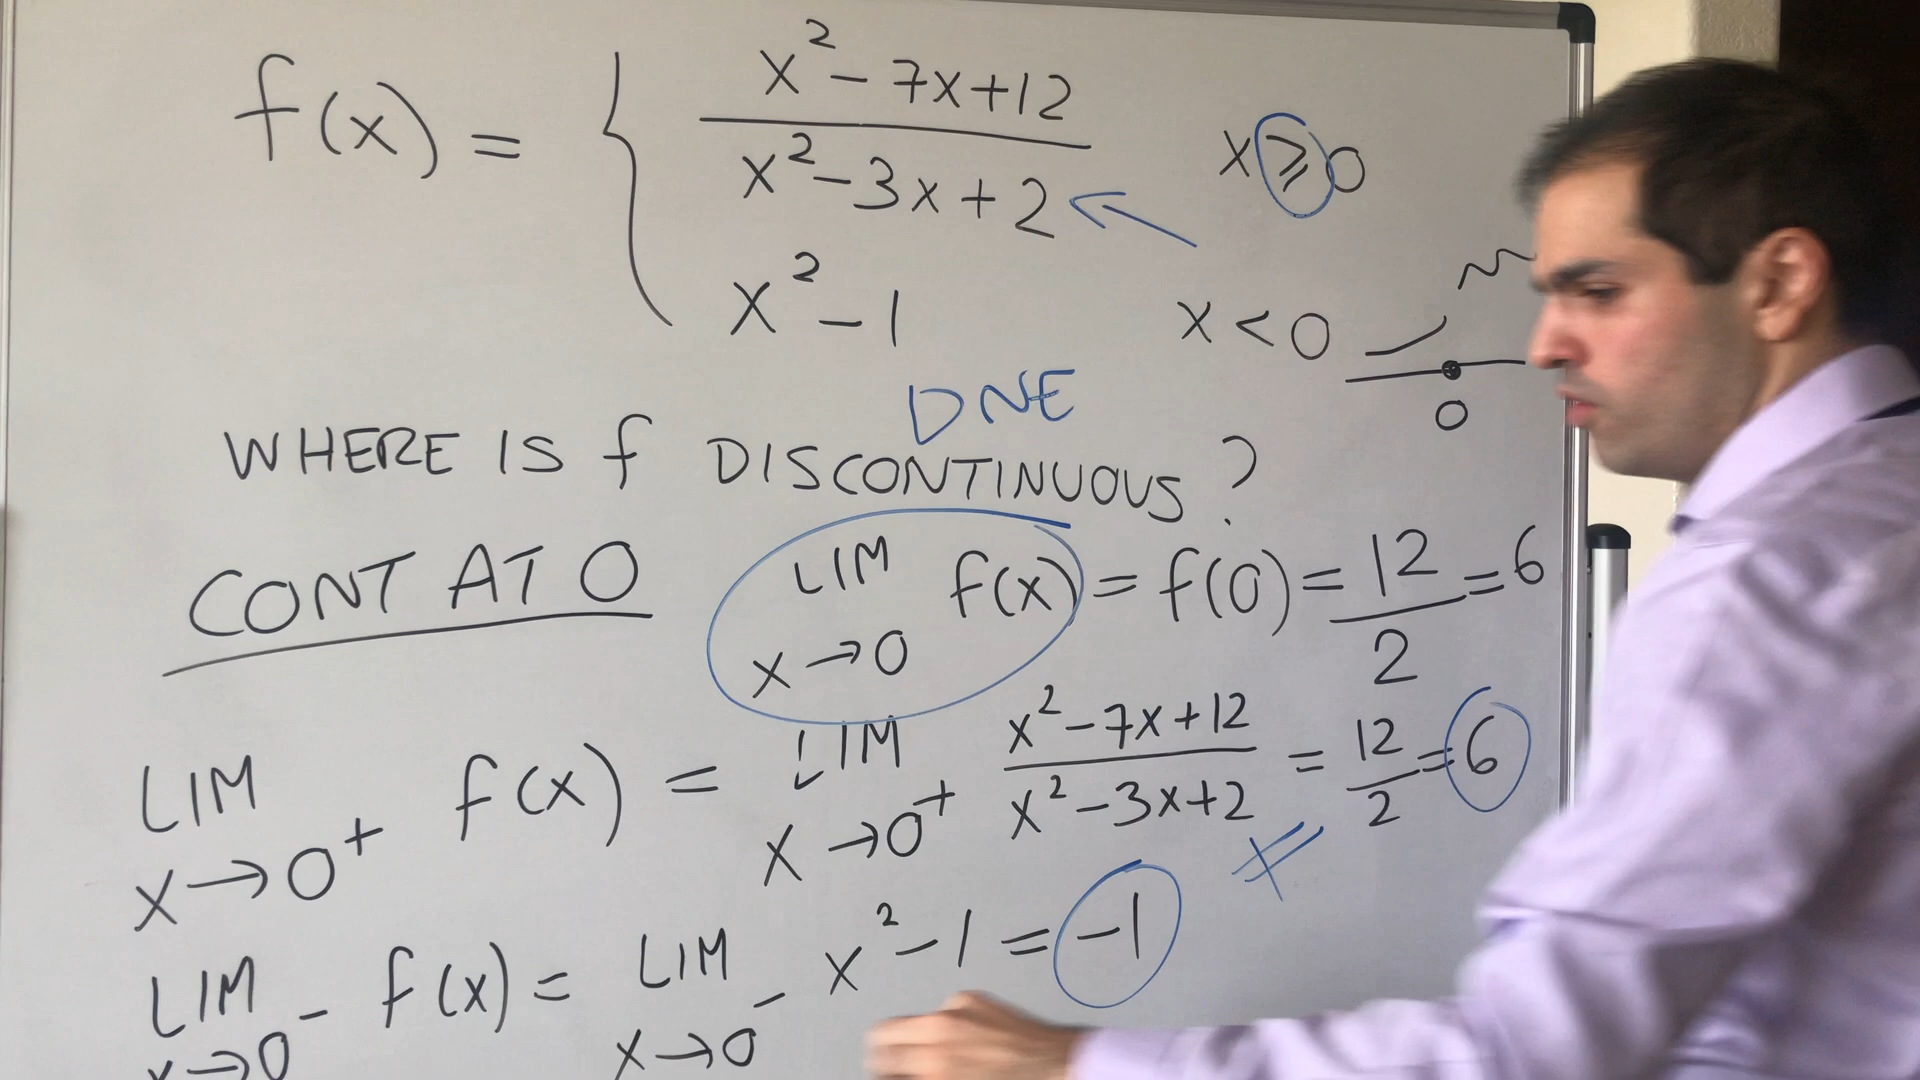 f(x) = { (x² - 7x + 12)/(x² - 3x + 2) x ≥ 0
x² - 1 x < 0
0
DNE
WHERE IS f DISCONTINUOUS?
CONT AT 0 LIM x→0 f(x) = f(0) = 12/2 = 6
LIM x→0⁺ f(x) = LIM x→0⁺ (x² - 7x + 12)/(x² - 3x + 2) = 12/2 = 6
≠
LIM x→0⁻ f(x) = LIM x→0⁻ x² - 1 = -1